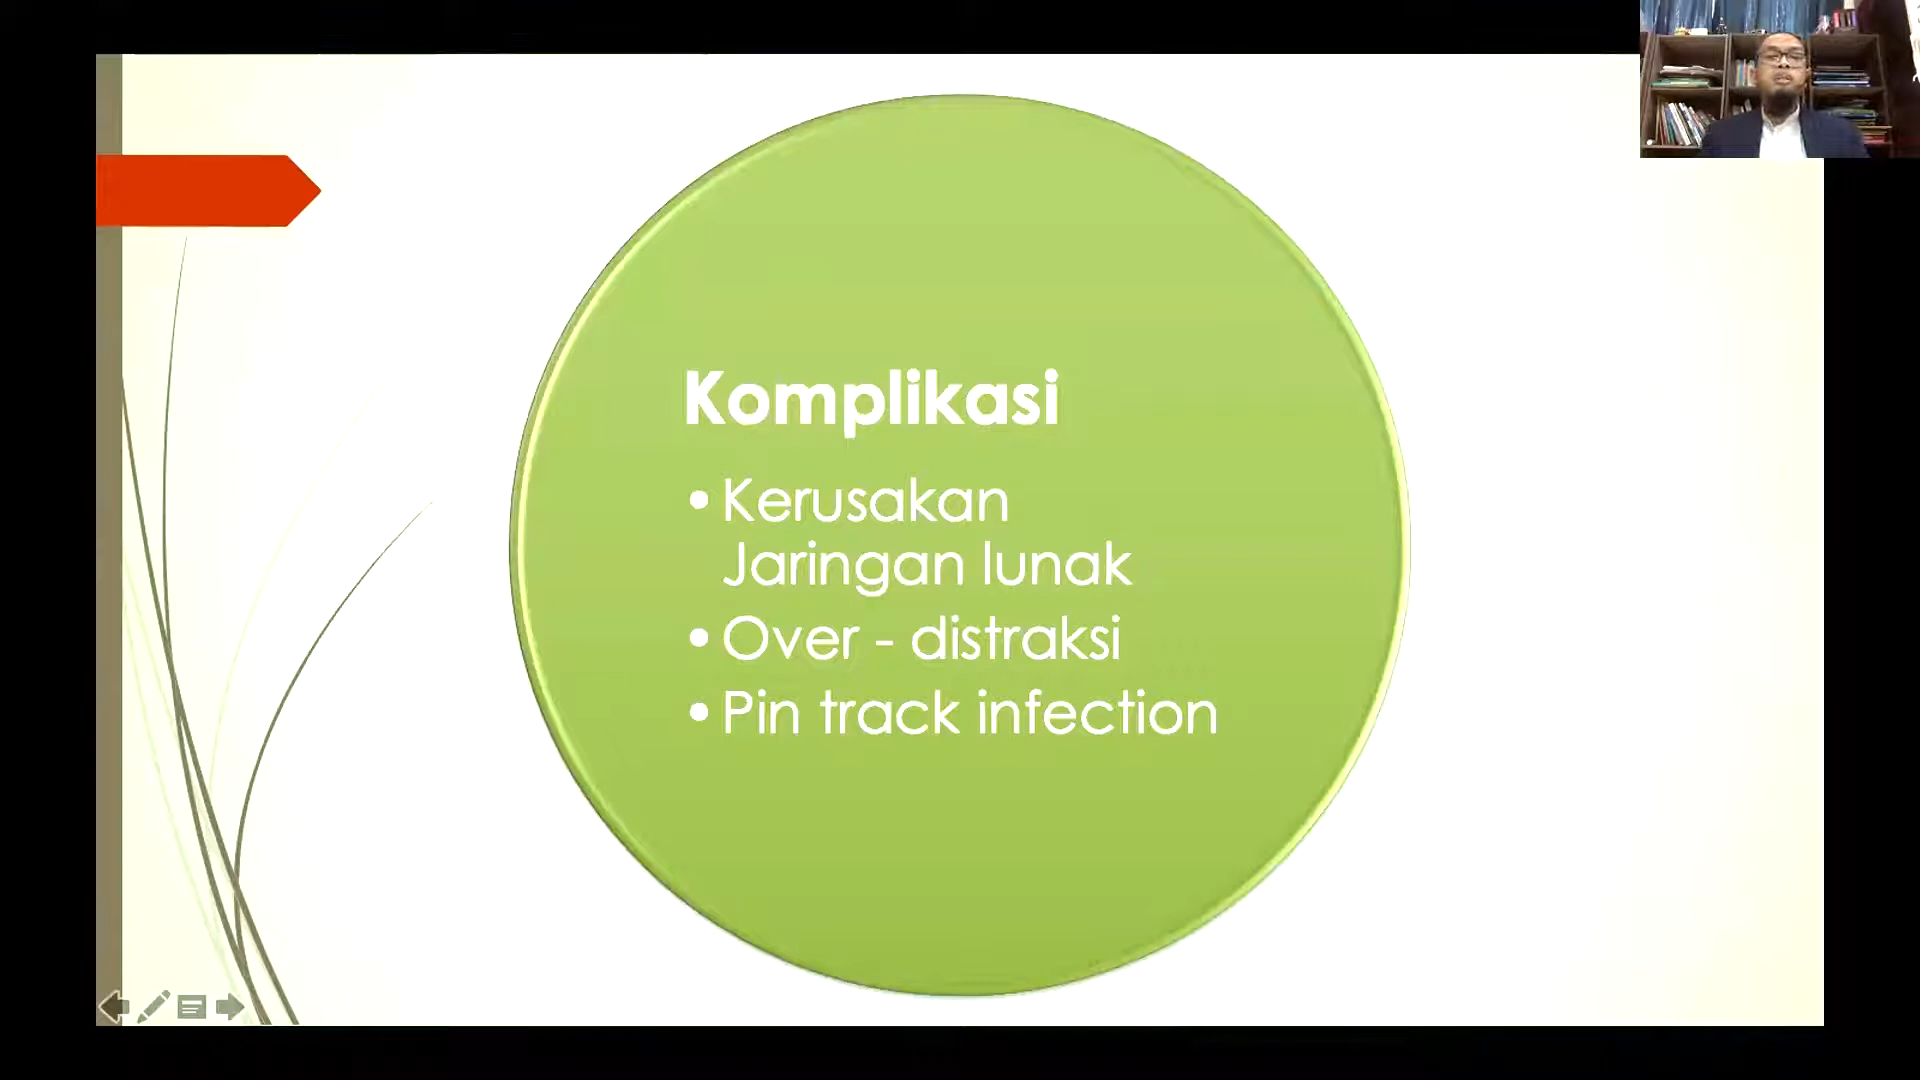 Komplikasi
• Kerusakan
Jaringan lunak
• Over - distraksi
• Pin track infection